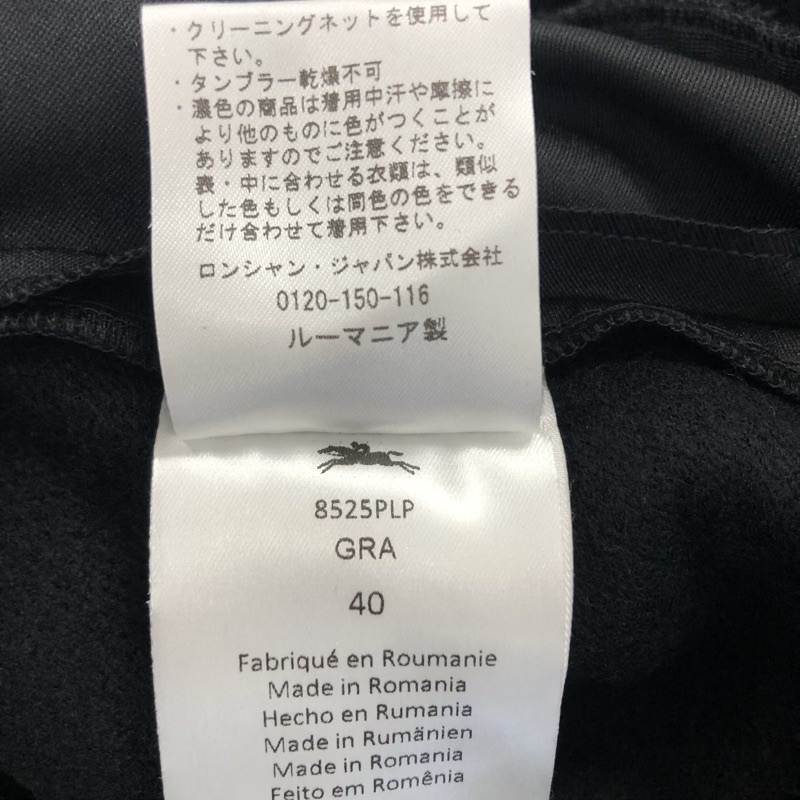 ・クリーニングネットを使用して
下さい。
・タンブラー乾燥不可
・濃色の商品は着用中汗や摩擦に
より他のものに色がつくことが
ありますのでご注意ください。
表・中に合わせる衣類は、類似
した色もしくは同色の色をできる
だけ合わせて着用下さい。
ロンシャン・ジャパン株式会社
0120-150-116
ルーマニア製
8525PLP
GRA
40
Fabriqué en Roumanie
Made in Romania
Hecho en Rumania
Made in Rumänien
Made in Romania
Feito em Romênia